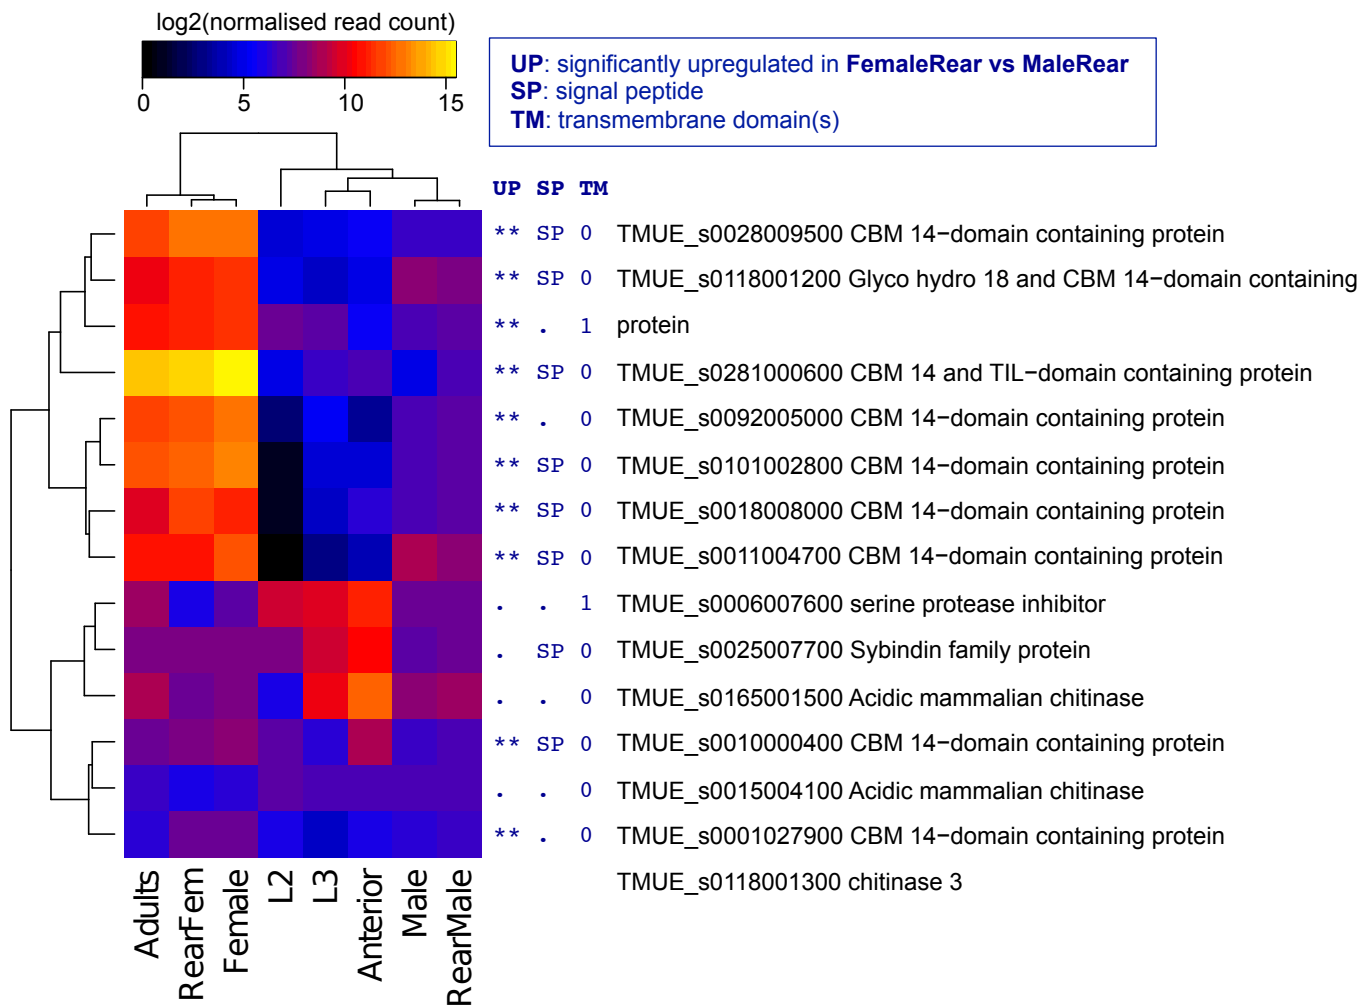 log2(normalised read count)
0 5 10 15
UP: significantly upregulated in FemaleRear vs MaleRear
SP: signal peptide
TM: transmembrane domain(s)
UP SP TM
** SP 0 TMUE_s0028009500 CBM 14−domain containing protein
** SP 0 TMUE_s0118001200 Glyco hydro 18 and CBM 14−domain containing
** . 1 protein
** SP 0 TMUE_s0281000600 CBM 14 and TIL−domain containing protein
** . 0 TMUE_s0092005000 CBM 14−domain containing protein
** SP 0 TMUE_s0101002800 CBM 14−domain containing protein
** SP 0 TMUE_s0018008000 CBM 14−domain containing protein
** SP 0 TMUE_s0011004700 CBM 14−domain containing protein
. . 1 TMUE_s0006007600 serine protease inhibitor
. SP 0 TMUE_s0025007700 Sybindin family protein
. . 0 TMUE_s0165001500 Acidic mammalian chitinase
** SP 0 TMUE_s0010000400 CBM 14−domain containing protein
. . 0 TMUE_s0015004100 Acidic mammalian chitinase
** . 0 TMUE_s0001027900 CBM 14−domain containing protein
TMUE_s0118001300 chitinase 3
Adults
RearFem
Female
L2
L3
Anterior
Male
RearMale